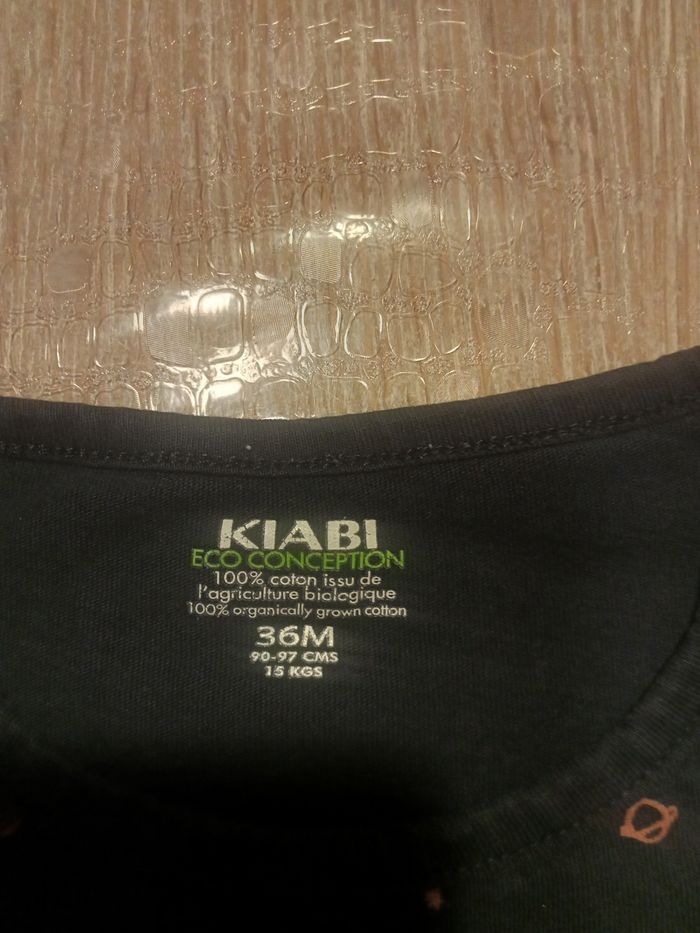 KIABI
ECO CONCEPTION
100% coton issu de
l'agriculture biologique
100% organically grown cotton
36M
90-97 CMS
15 KGS